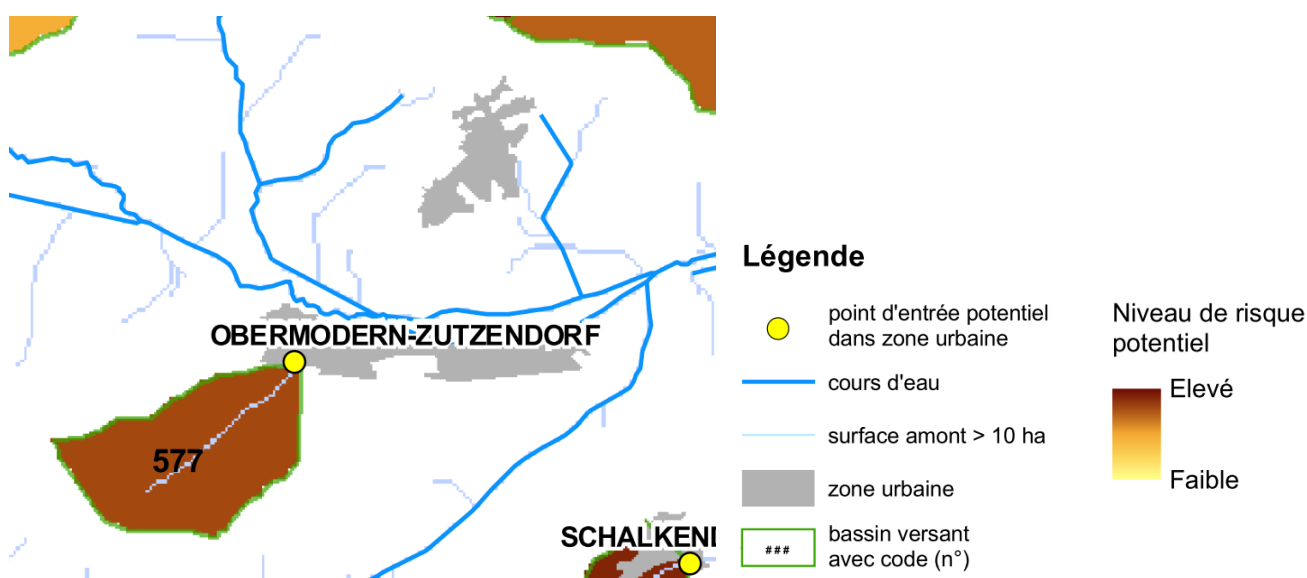 OBERMODERN-ZUTZENDORF
577
SCHALKEND
Légende
point d'entrée potentiel
dans zone urbaine
cours d'eau
surface amont > 10 ha
zone urbaine
###
bassin versant
avec code (n°)
Niveau de risque
potentiel
Elevé
Faible